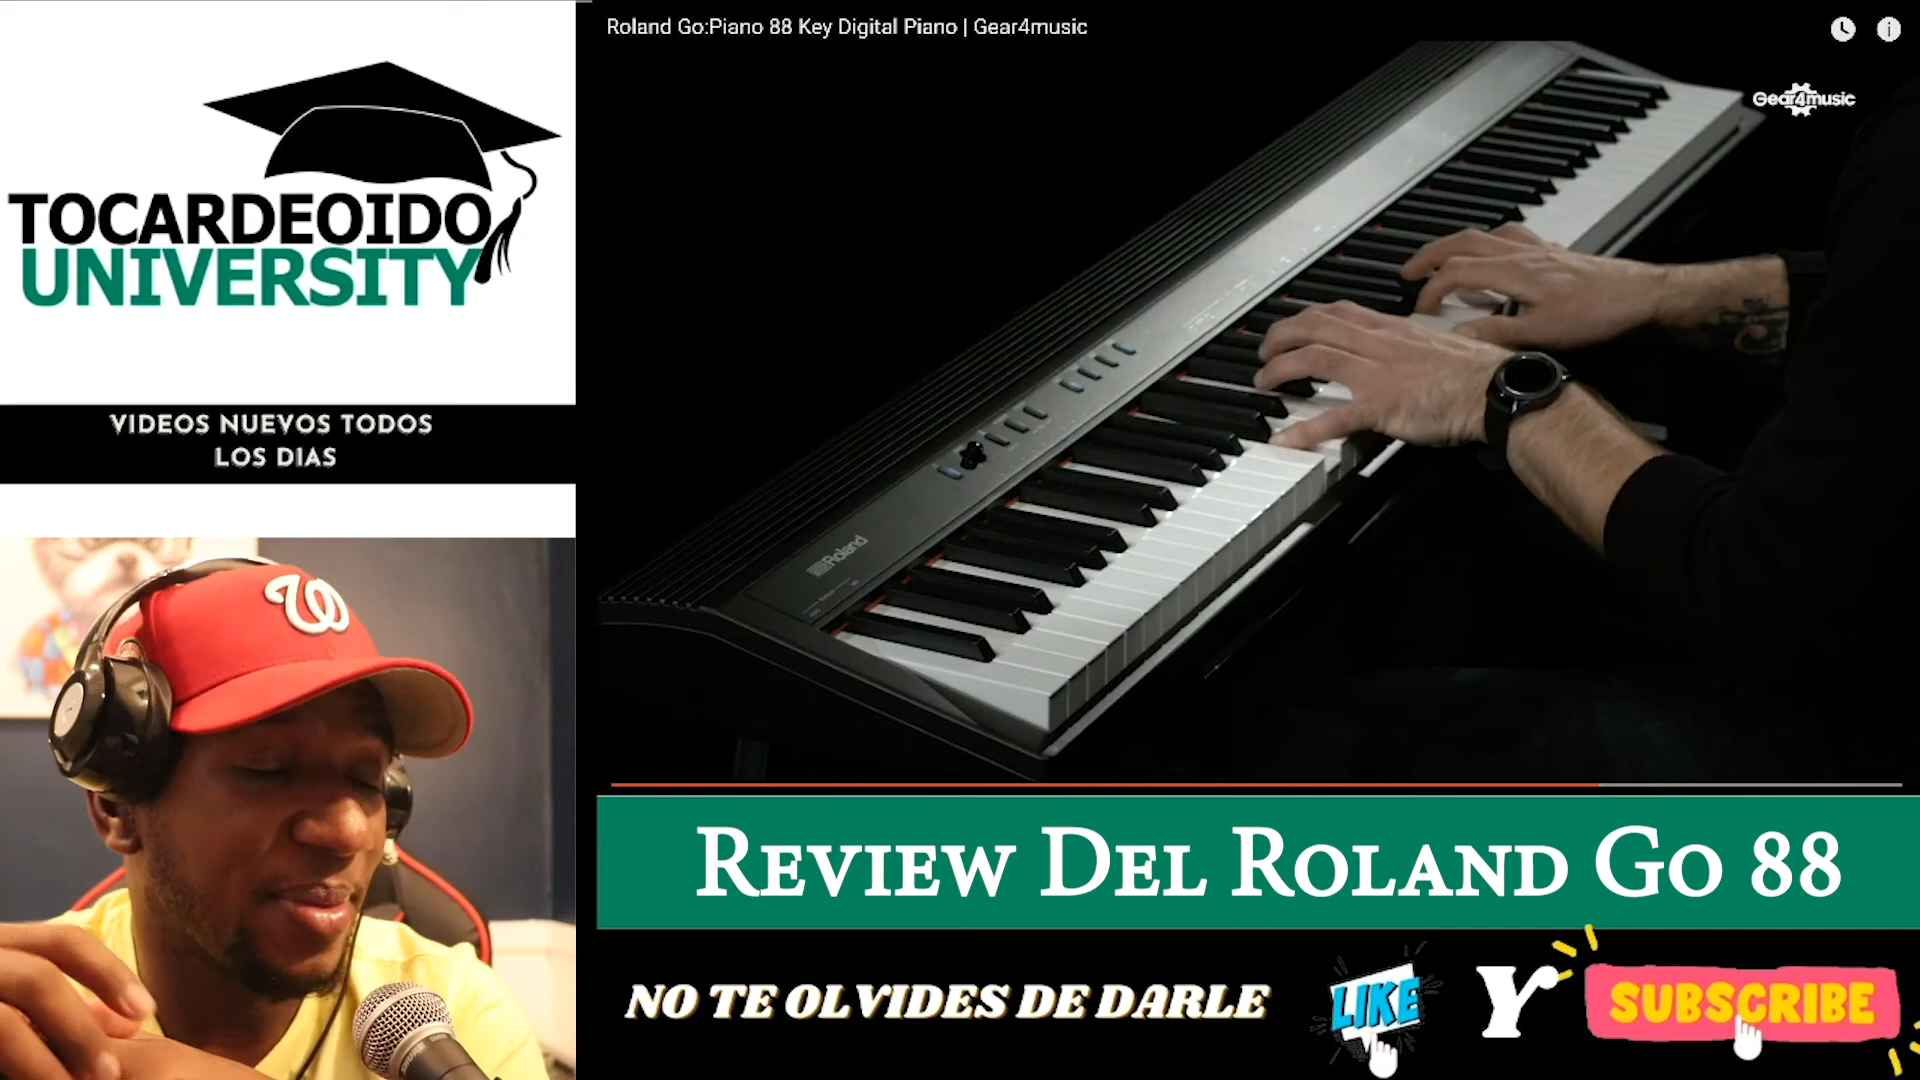 Roland Go:Piano 88 Key Digital Piano | Gear4music
Gear4music
TOCARDEOIDO
UNIVERSITY
VIDEOS NUEVOS TODOS
LOS DIAS
W
Roland
REVIEW DEL ROLAND GO 88
NO TE OLVIDES DE DARLE
LIKE
Y
SUBSCRIBE